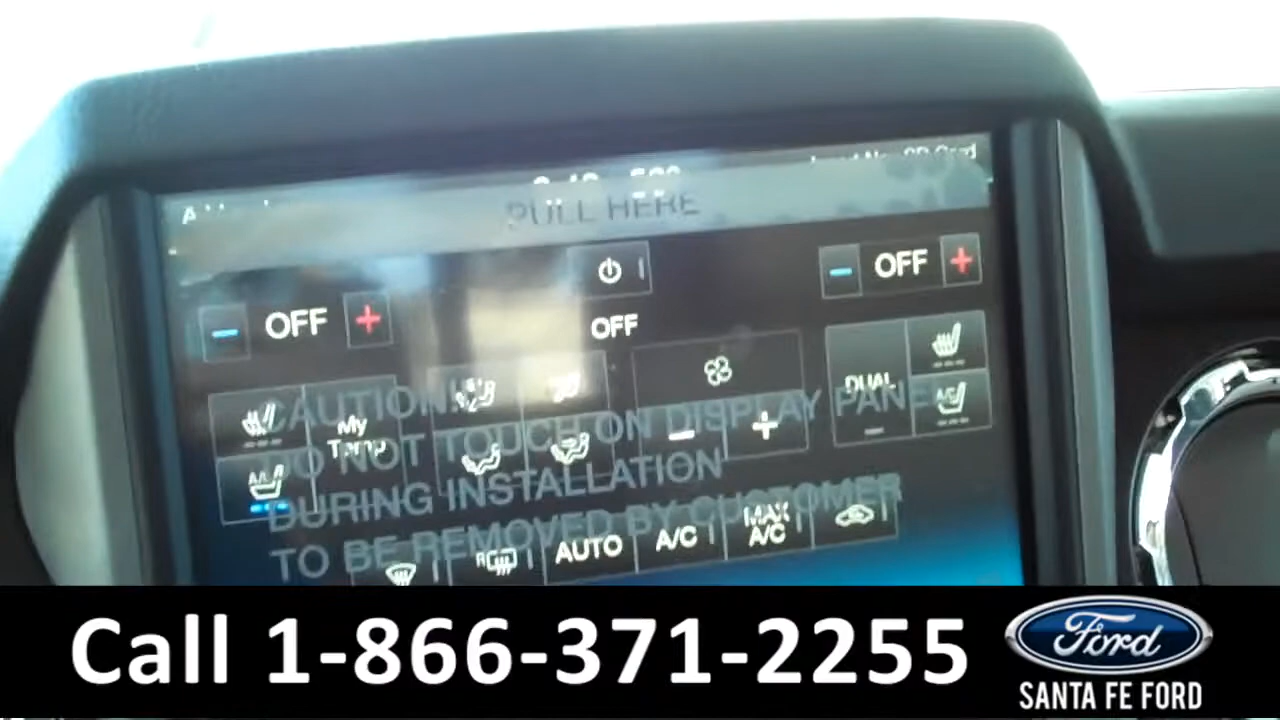 PULL HERE
OFF
OFF
OFF
CAUTION!!
My Temp
DUAL
DO NOT TOUCH ON DISPLAY PANEL
DURING INSTALLATION
TO BE REMOVED BY CUSTOMER
R
AUTO
A/C
MAX A/C
Call 1-866-371-2255
Ford
SANTA FE FORD